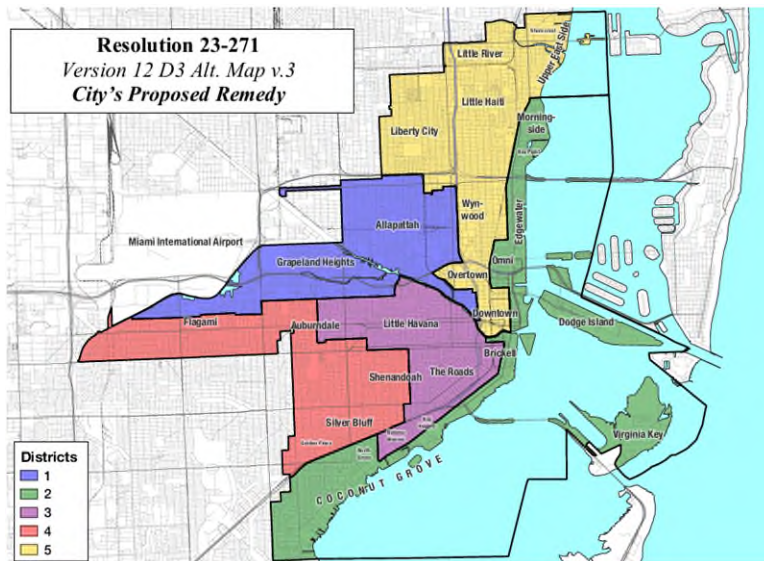 Resolution 23-271
Version 12 D3 Alt. Map v.3
City's Proposed Remedy
Upper East Side
Little River
Little Haiti
Morning-
side
Liberty City
Wyn-
wood
Allapattah
Edgewater
Miami International Airport
Grapeland Heights
Omni
Overtown
Downtown
Flagami
Auburndale
Little Havana
Dodge Island
Brickell
Shenandoah
The Roads
Silver Bluff
Virginia Key
COCONUT GROVE
Districts
1
2
3
4
5